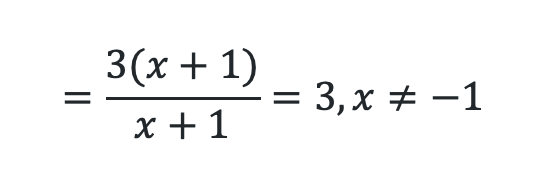 = 3(x + 1) / x + 1 = 3, x ≠ −1